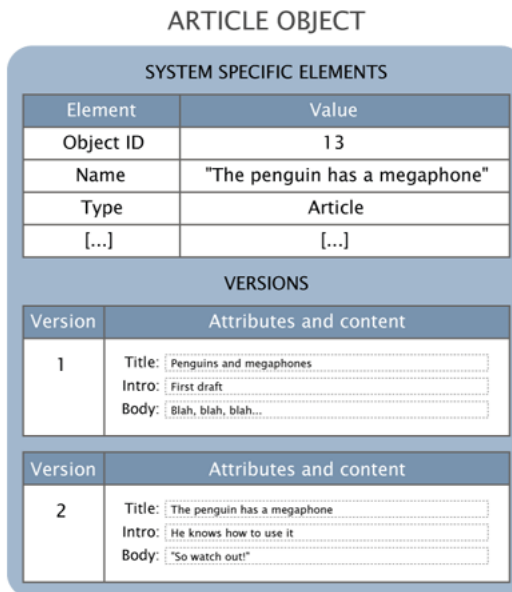 ARTICLE OBJECT
SYSTEM SPECIFIC ELEMENTS
Element Value
Object ID 13
Name "The penguin has a megaphone"
Type Article
[...] [...]
VERSIONS
Version Attributes and content
1 Title: Penguins and megaphones
Intro: First draft
Body: Blah, blah, blah...
Version Attributes and content
2 Title: The penguin has a megaphone
Intro: He knows how to use it
Body: "So watch out!"